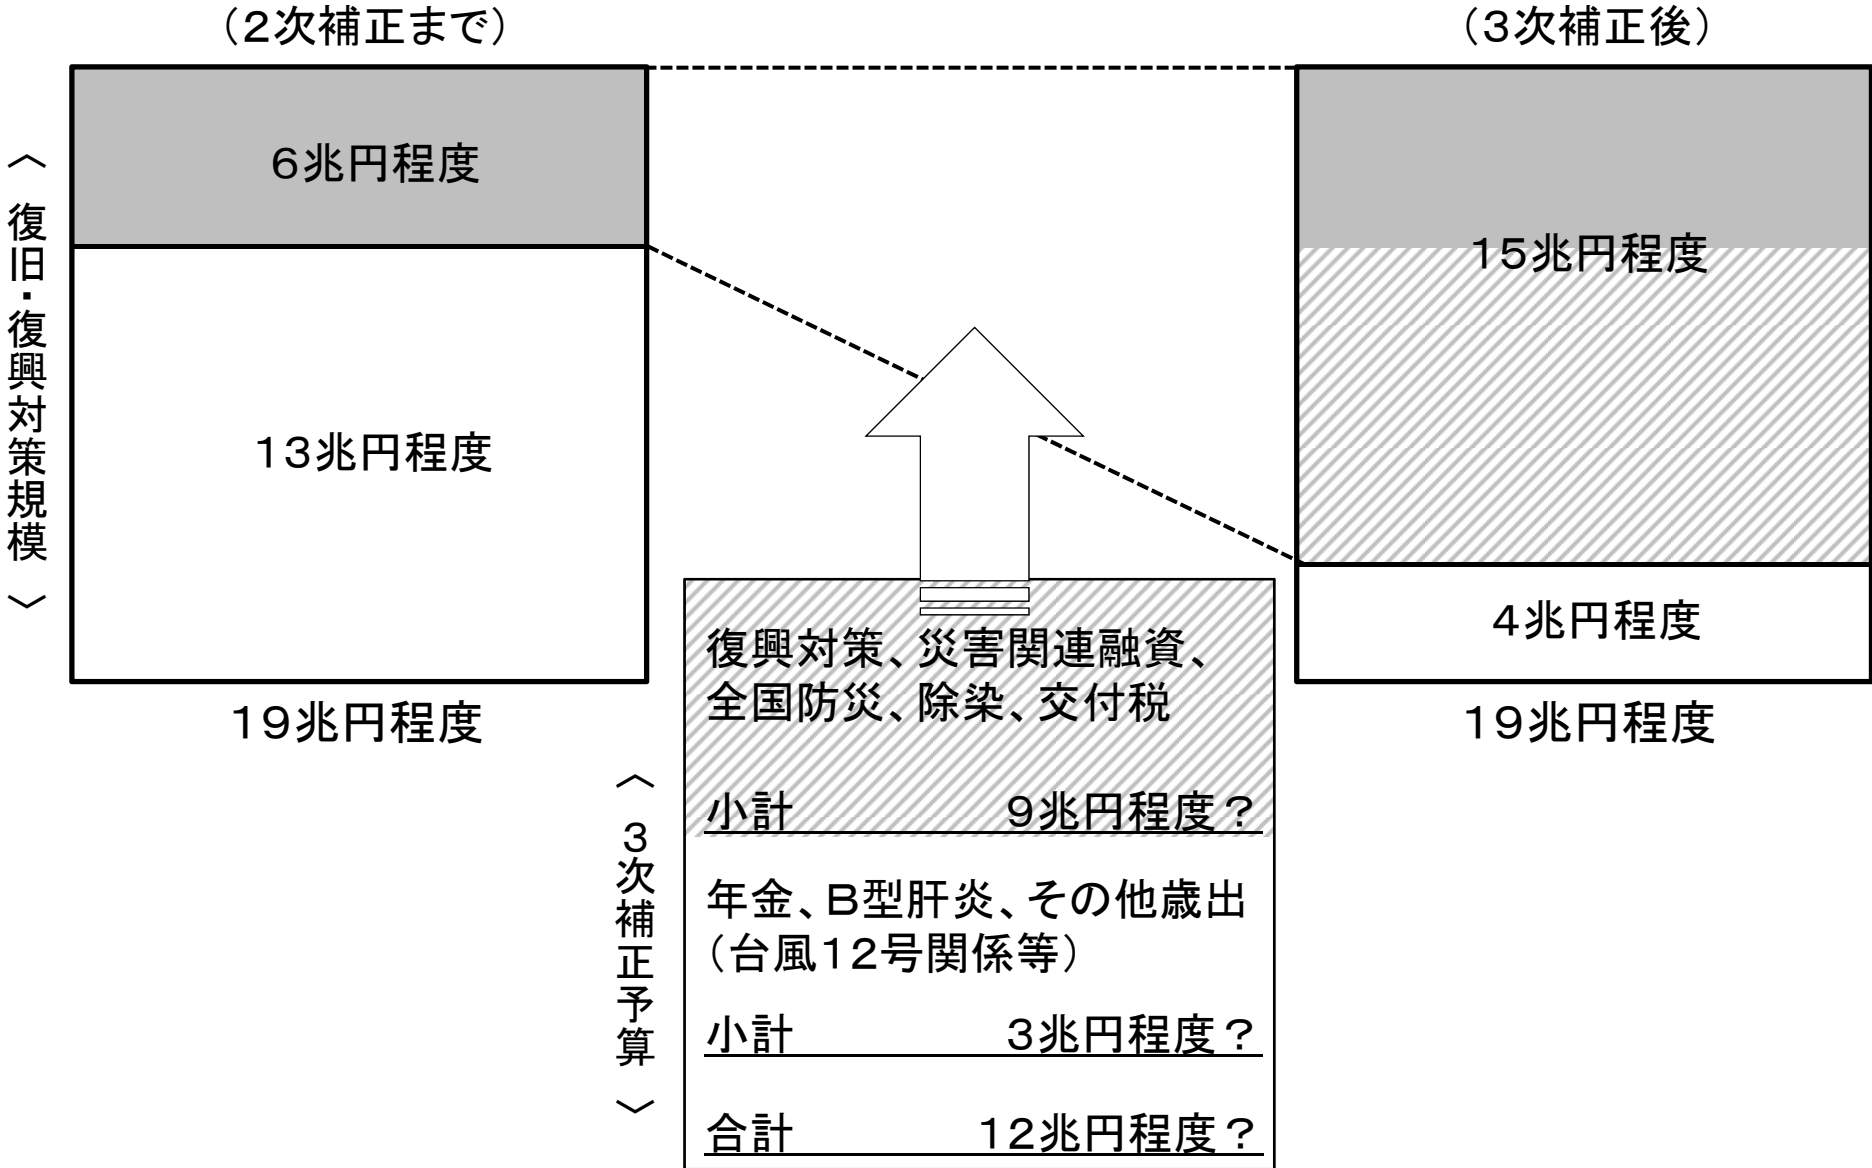 （２次補正まで）
（３次補正後）
〈 復旧・復興対策規模 〉
６兆円程度
１３兆円程度
１９兆円程度
１５兆円程度
４兆円程度
１９兆円程度
〈 ３次補正予算 〉
復興対策、災害関連融資、
全国防災、除染、交付税
小計 ９兆円程度？
年金、Ｂ型肝炎、その他歳出
（台風１２号関係等）
小計 ３兆円程度？
合計 １２兆円程度？